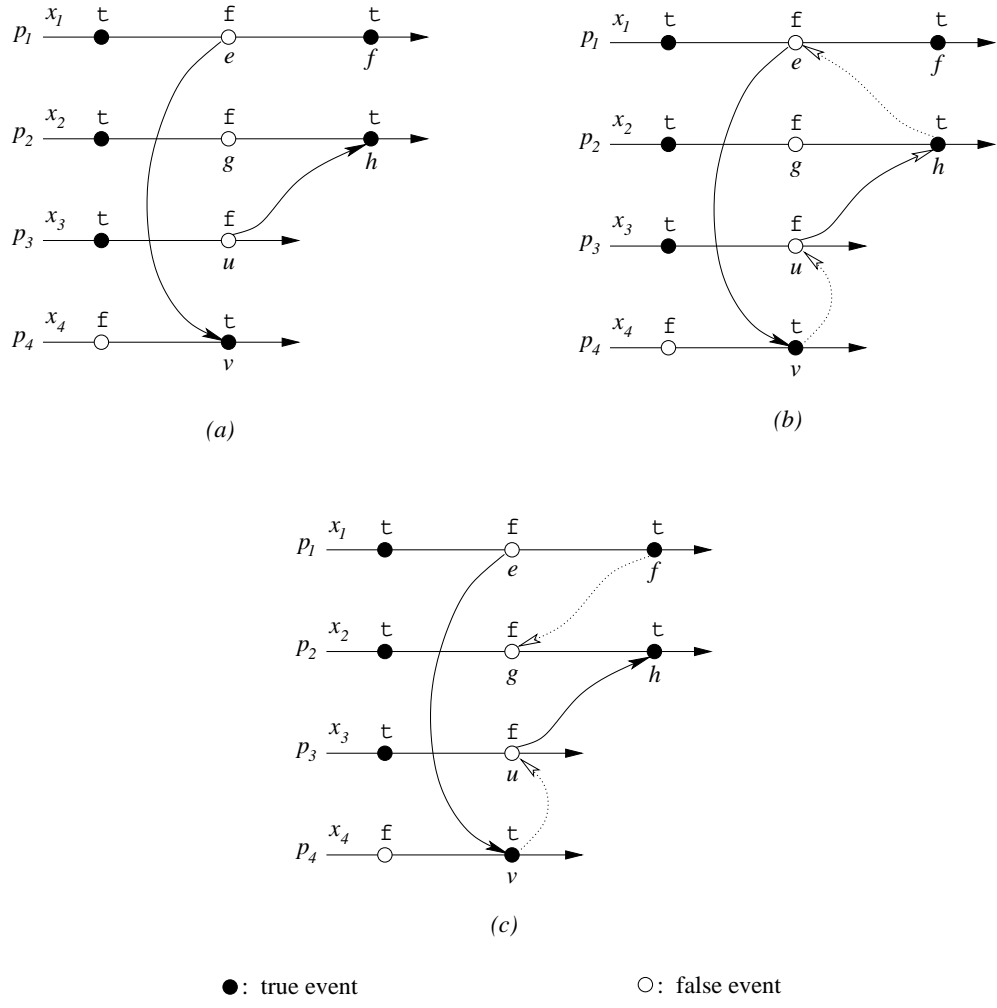 x1 t f t
p1
e f
x2 t f t
p2
g h
x3 t f
p3
u
x4 f t
p4
v
(a)
x1 t f t
p1
e f
x2 t f t
p2
g h
x3 t f
p3
u
x4 f t
p4
v
(b)
x1 t f t
p1
e f
x2 t f t
p2
g h
x3 t f
p3
u
x4 f t
p4
v
(c)
: true event
: false event